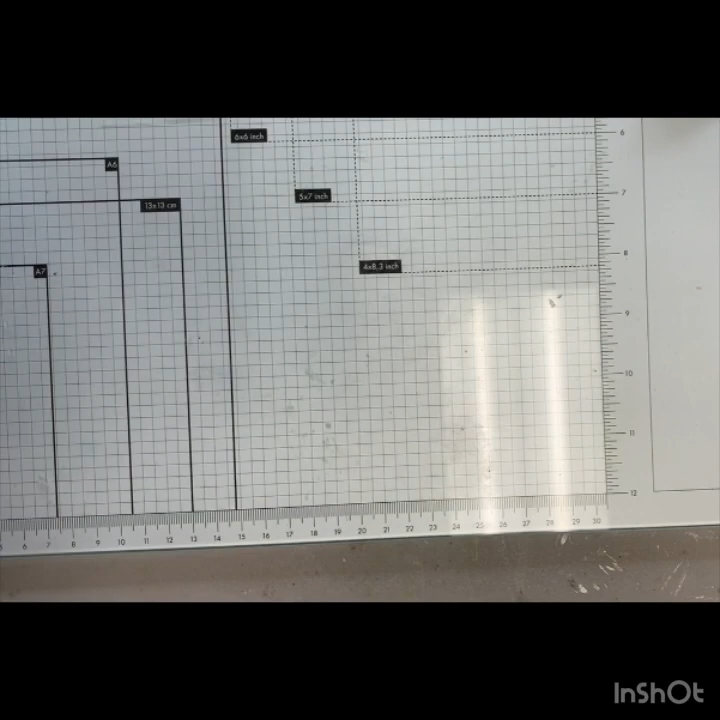 6x6 inch
6
A6
5x7 inch
7
13x13 cm
8
4x8,3 inch
A7
9
10
11
12
6 7 8 9 10 11 12 13 14 15 16 17 18 19 20 21 22 23 24 25 26 27 28 29 30
InShOt